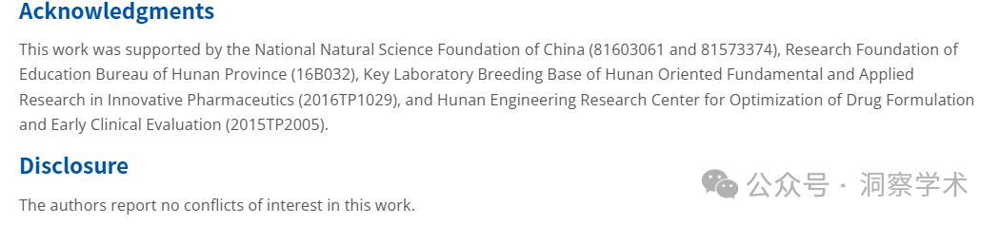 Acknowledgments
This work was supported by the National Natural Science Foundation of China (81603061 and 81573374), Research Foundation of
Education Bureau of Hunan Province (16B032), Key Laboratory Breeding Base of Hunan Oriented Fundamental and Applied
Research in Innovative Pharmaceutics (2016TP1029), and Hunan Engineering Research Center for Optimization of Drug Formulation
and Early Clinical Evaluation (2015TP2005).
Disclosure
公众号 · 洞察学术
The authors report no conflicts of interest in this work.